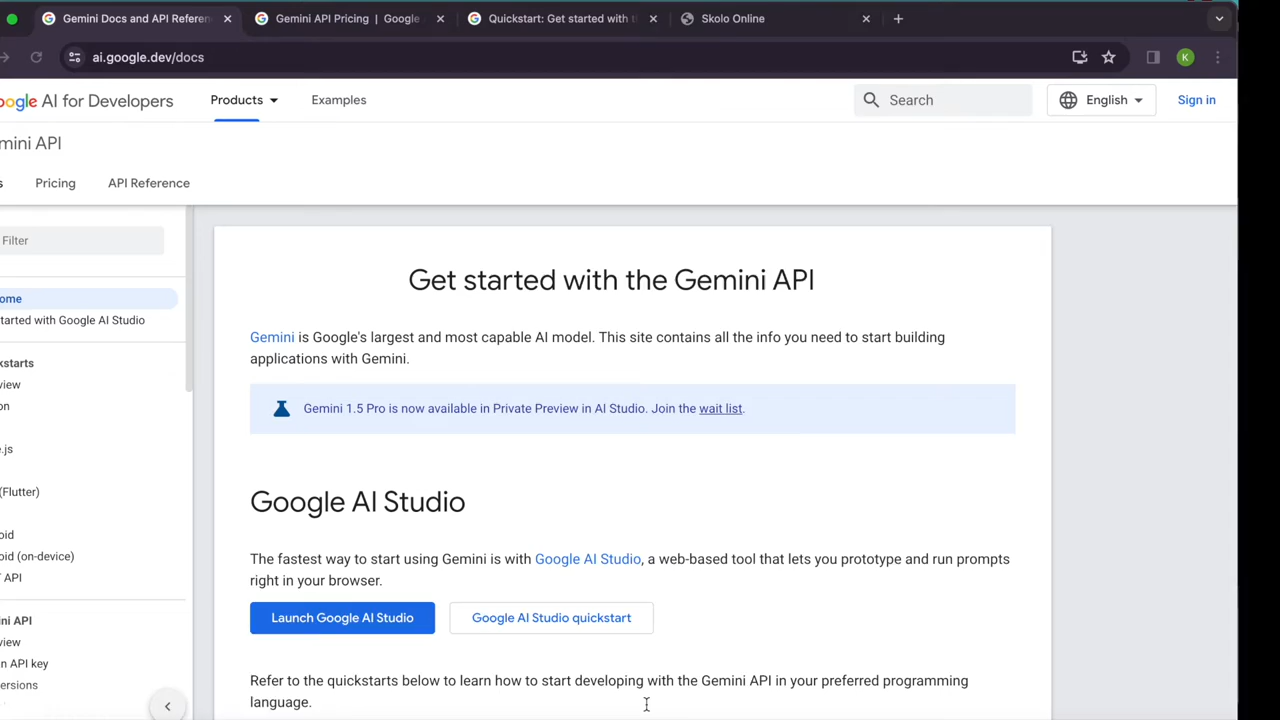 Gemini Docs and API Referen
Gemini API Pricing | Google
Quickstart: Get started with t
Skolo Online
ai.google.dev/docs
K
ogle AI for Developers
Products
Examples
Search
English
Sign in
mini API
s
Pricing
API Reference
Filter
ome
tarted with Google AI Studio
kstarts
view
on
e.js
(Flutter)
oid
oid (on-device)
T API
ini API
view
n API key
ersions
Get started with the Gemini API
Gemini is Google's largest and most capable AI model. This site contains all the info you need to start building
applications with Gemini.
Gemini 1.5 Pro is now available in Private Preview in AI Studio. Join the wait list.
Google AI Studio
The fastest way to start using Gemini is with Google AI Studio, a web-based tool that lets you prototype and run prompts
right in your browser.
Launch Google AI Studio
Google AI Studio quickstart
Refer to the quickstarts below to learn how to start developing with the Gemini API in your preferred programming
language.